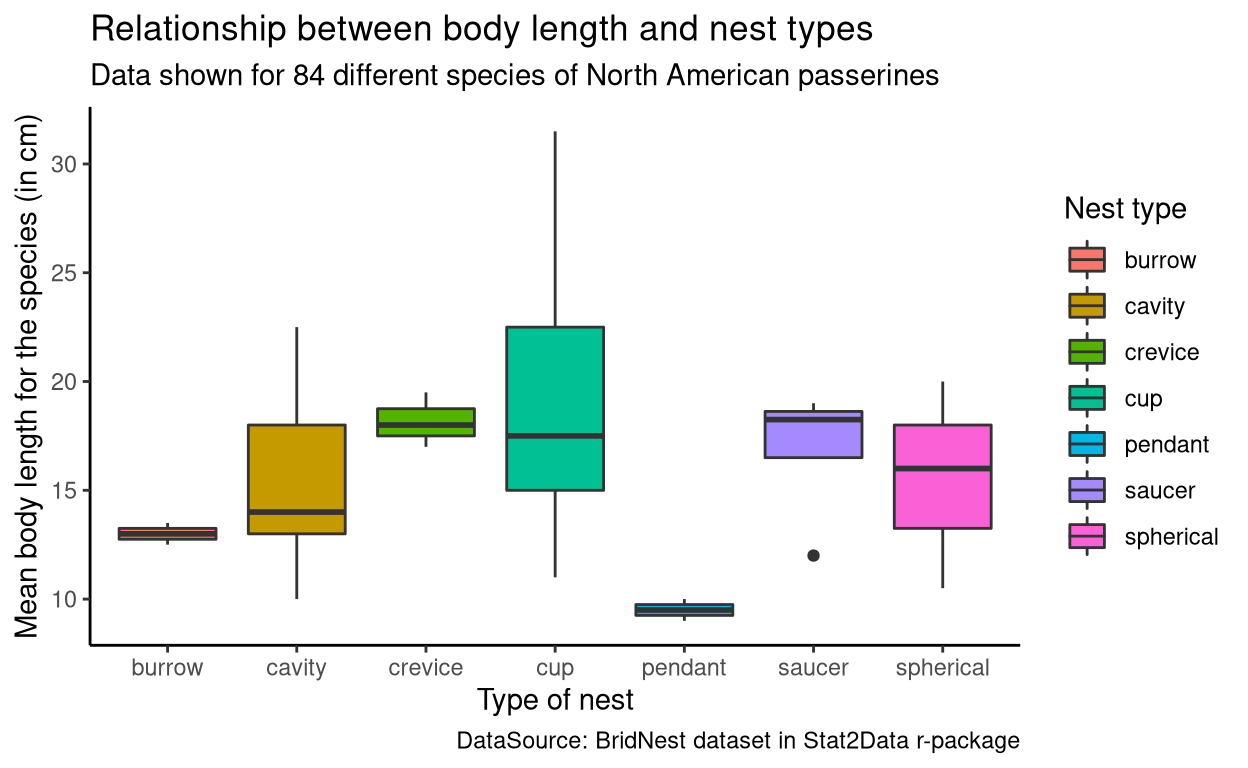 Relationship between body length and nest types
Data shown for 84 different species of North American passerines
Mean body length for the species (in cm)
30
25
20
15
10
burrow cavity crevice cup pendant saucer spherical
Type of nest
DataSource: BridNest dataset in Stat2Data r-package
Nest type
burrow
cavity
crevice
cup
pendant
saucer
spherical